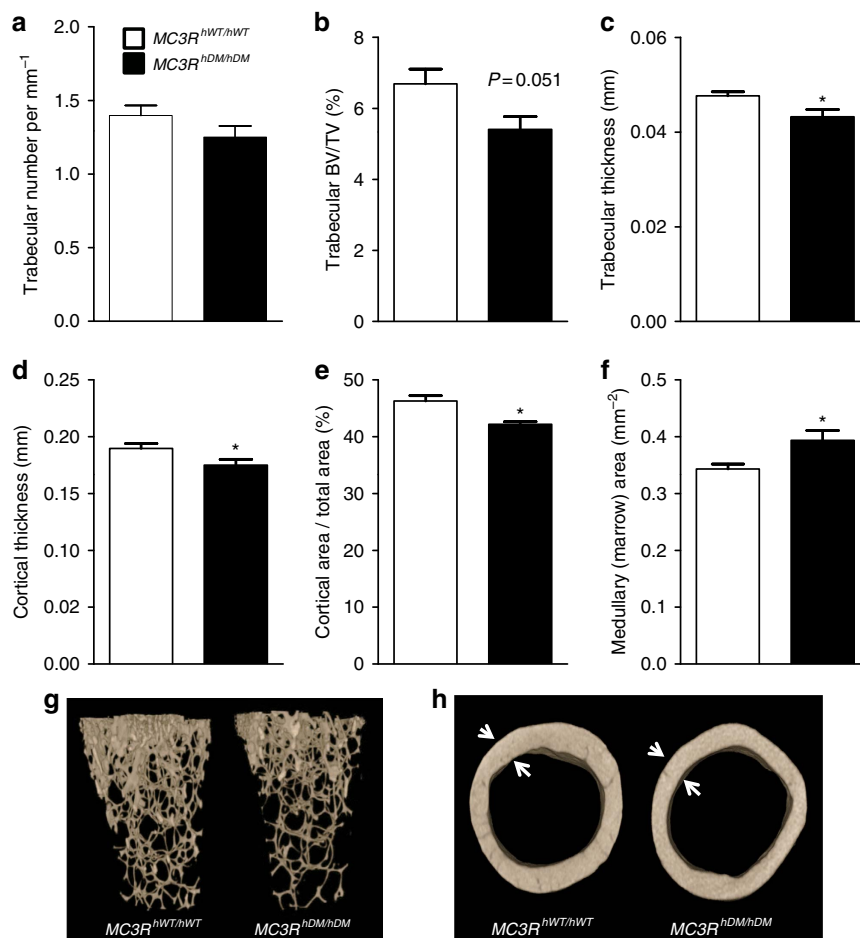 a
Trabecular number per mm⁻¹
2.0
1.5
1.0
0.5
0.0
MC3R^hWT/hWT
MC3R^hDM/hDM
b
Trabecular BV/TV (%)
8
6
4
2
0
P=0.051
c
Trabecular thickness (mm)
0.06
0.04
0.02
0.00
*
d
Cortical thickness (mm)
0.25
0.20
0.15
0.10
0.02
0.00
*
e
Cortical area / total area (%)
50
40
30
20
10
0
*
f
Medullary (marrow) area (mm⁻²)
0.5
0.4
0.3
0.2
0.1
0.0
*
g
MC3R^hWT/hWT
MC3R^hDM/hDM
h
MC3R^hWT/hWT
MC3R^hDM/hDM